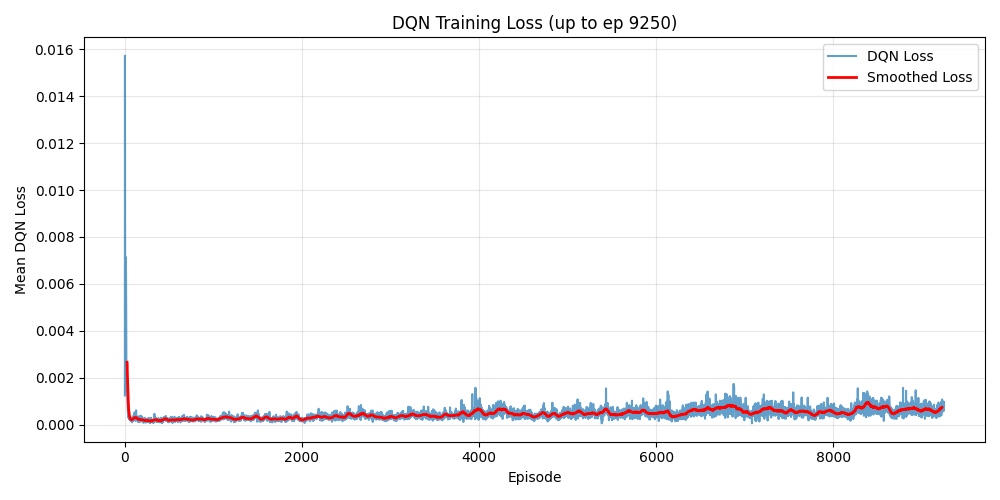 DQN Training Loss (up to ep 9250)
DQN Loss
Smoothed Loss
Mean DQN Loss
0.016
0.014
0.012
0.010
0.008
0.006
0.004
0.002
0.000
0 2000 4000 6000 8000
Episode